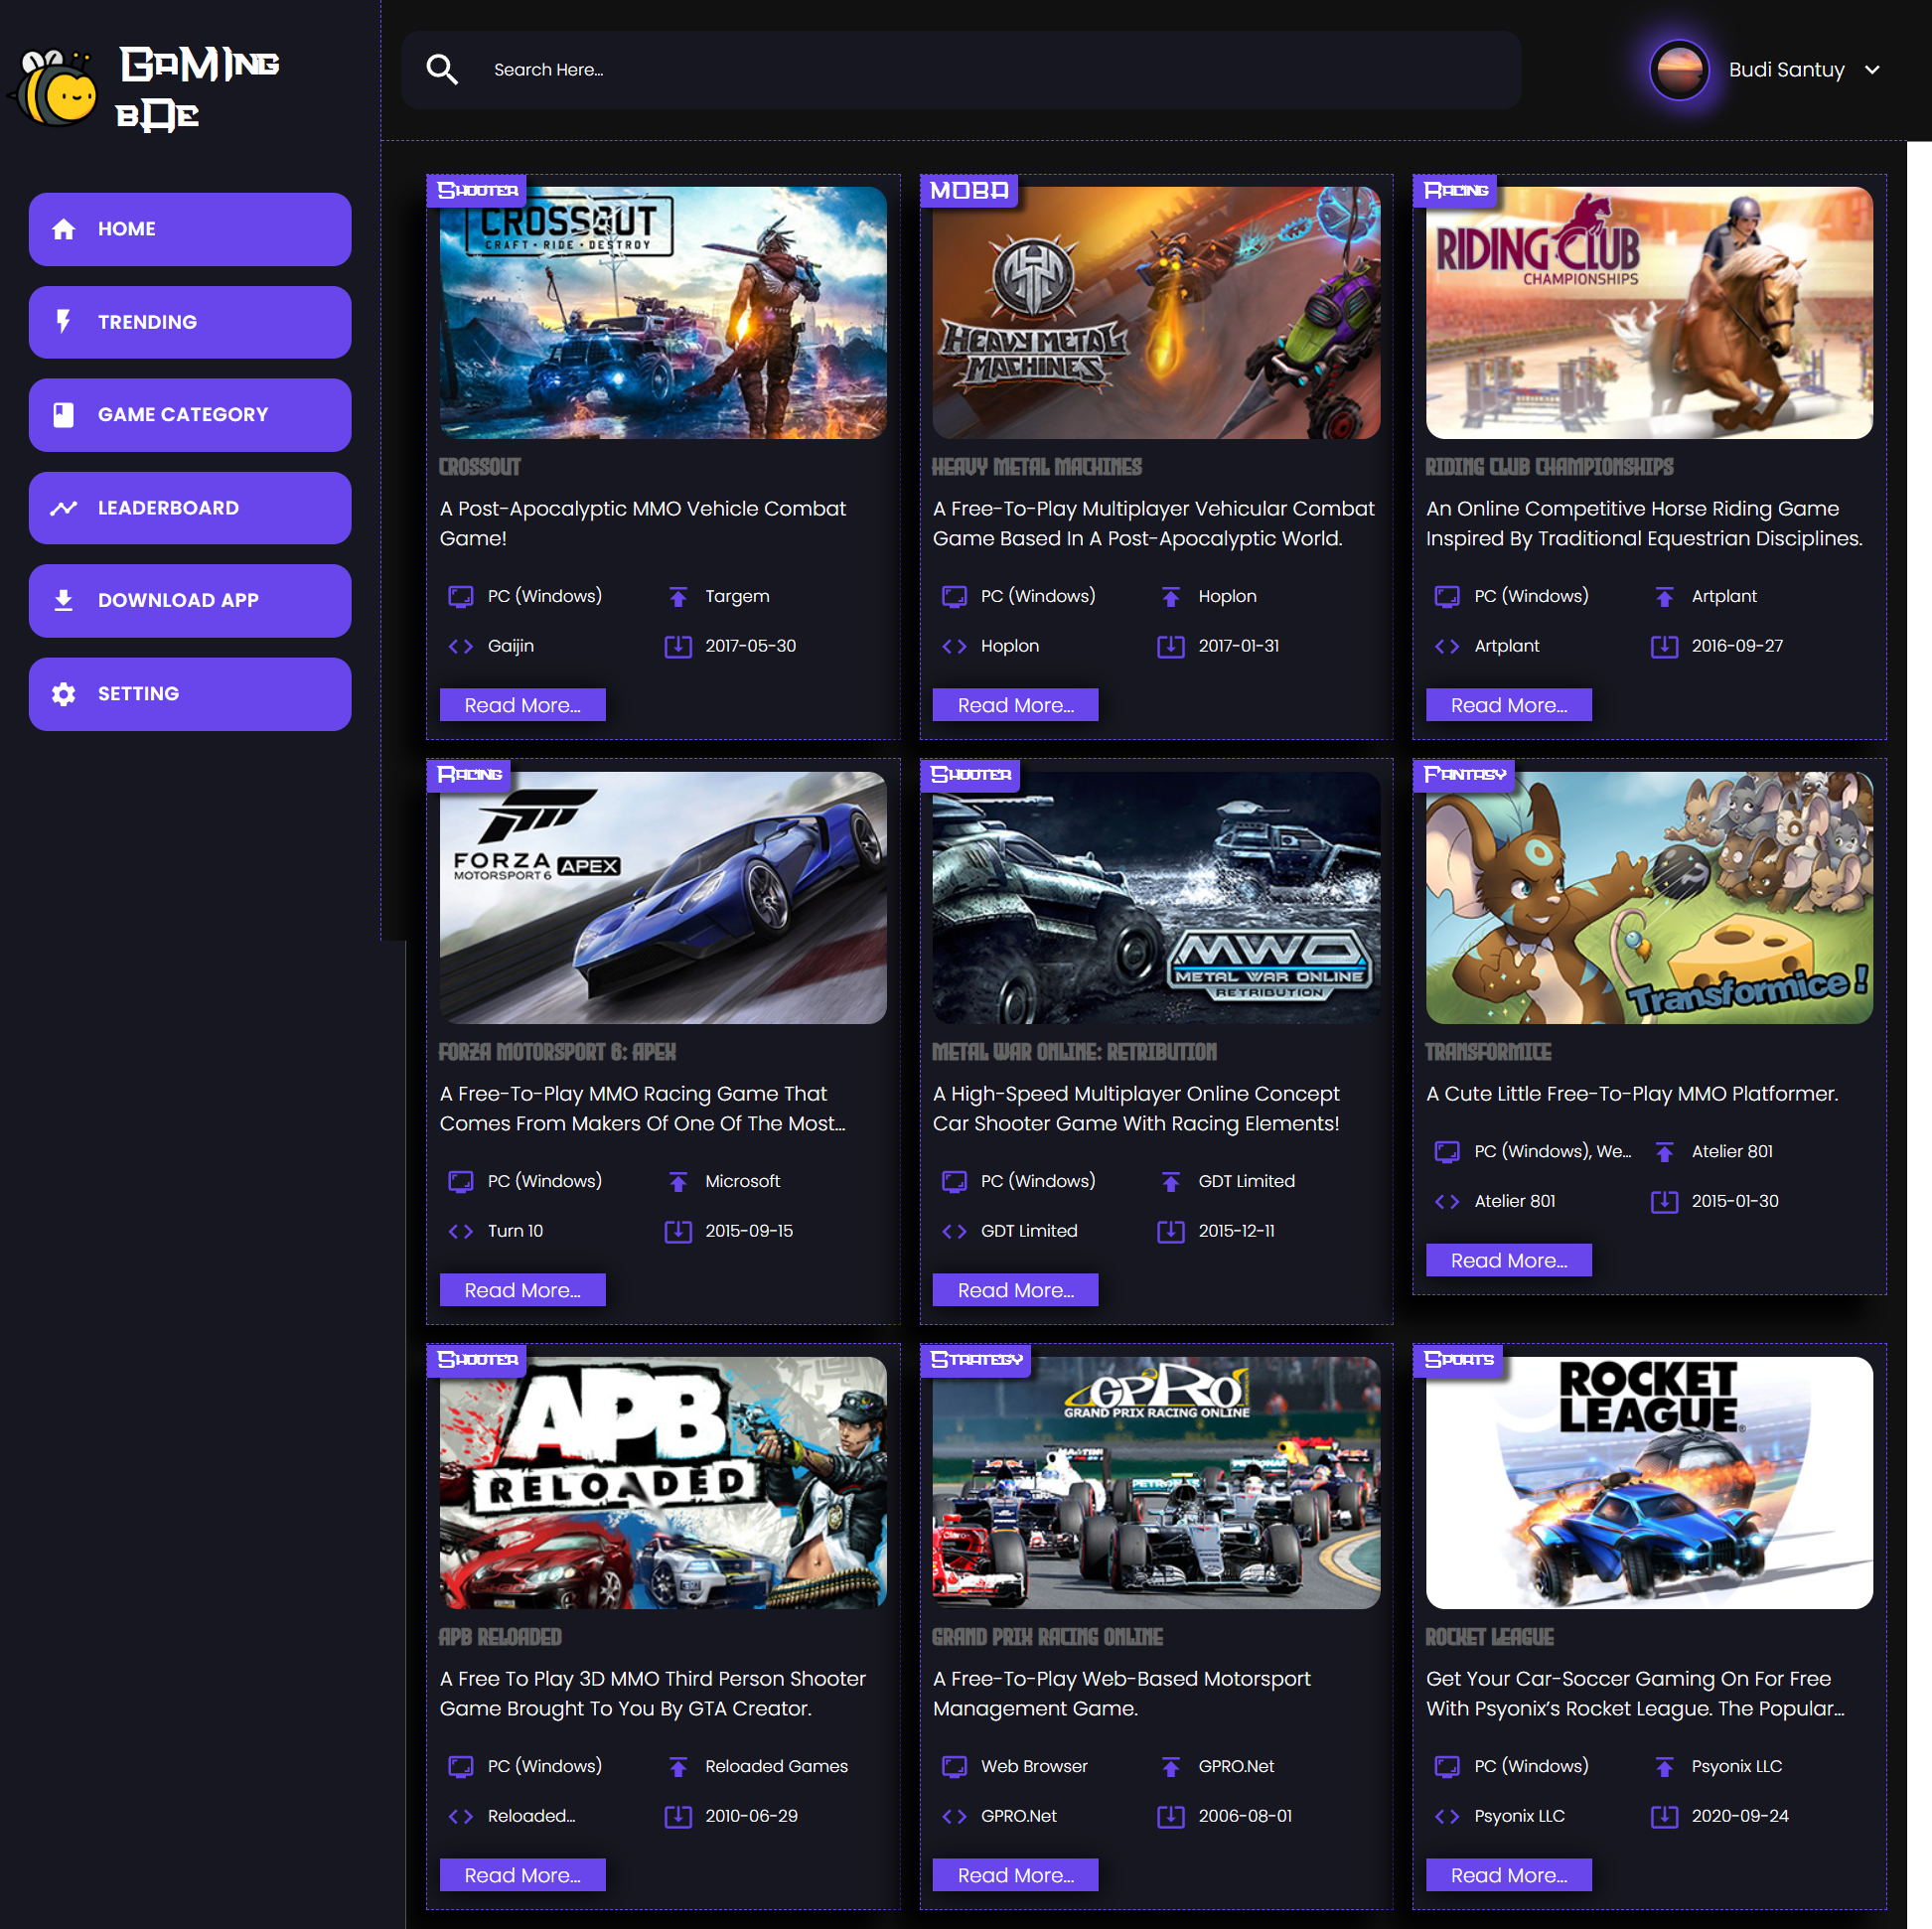 GaMIng
bAe
Search Here...
Budi Santuy
HOME
TRENDING
GAME CATEGORY
LEADERBOARD
DOWNLOAD APP
SETTING
Shooter
CROSSOUT
CRAFT • RIDE • DESTROY
CROSSOUT
A Post-Apocalyptic MMO Vehicle Combat
Game!
PC (Windows)
Targem
Gaijin
2017-05-30
Read More...
MOBA
HEAVY METAL
MACHINES
HEAVY METAL MACHINES
A Free-To-Play Multiplayer Vehicular Combat
Game Based In A Post-Apocalyptic World.
PC (Windows)
Hoplon
Hoplon
2017-01-31
Read More...
Racing
RIDING CLUB
CHAMPIONSHIPS
RIDING CLUB CHAMPIONSHIPS
An Online Competitive Horse Riding Game
Inspired By Traditional Equestrian Disciplines.
PC (Windows)
Artplant
Artplant
2016-09-27
Read More...
Racing
FORZA
MOTORSPORT 6 APEX
FORZA MOTORSPORT 6: APEX
A Free-To-Play MMO Racing Game That
Comes From Makers Of One Of The Most...
PC (Windows)
Microsoft
Turn 10
2015-09-15
Read More...
Shooter
MWO
METAL WAR ONLINE
RETRIBUTION
METAL WAR ONLINE: RETRIBUTION
A High-Speed Multiplayer Online Concept
Car Shooter Game With Racing Elements!
PC (Windows)
GDT Limited
GDT Limited
2015-12-11
Read More...
Fantasy
Transformice !
TRANSFORMICE
A Cute Little Free-To-Play MMO Platformer.
PC (Windows), We...
Atelier 801
Atelier 801
2015-01-30
Read More...
Shooter
APB
RELOADED
APB RELOADED
A Free To Play 3D MMO Third Person Shooter
Game Brought To You By GTA Creator.
PC (Windows)
Reloaded Games
Reloaded...
2010-06-29
Read More...
Strategy
GPRO
GRAND PRIX RACING ONLINE
PETRONAS
GRAND PRIX RACING ONLINE
A Free-To-Play Web-Based Motorsport
Management Game.
Web Browser
GPRO.Net
GPRO.Net
2006-08-01
Read More...
Sports
ROCKET
LEAGUE®
ROCKET LEAGUE
Get Your Car-Soccer Gaming On For Free
With Psyonix’s Rocket League. The Popular...
PC (Windows)
Psyonix LLC
Psyonix LLC
2020-09-24
Read More...